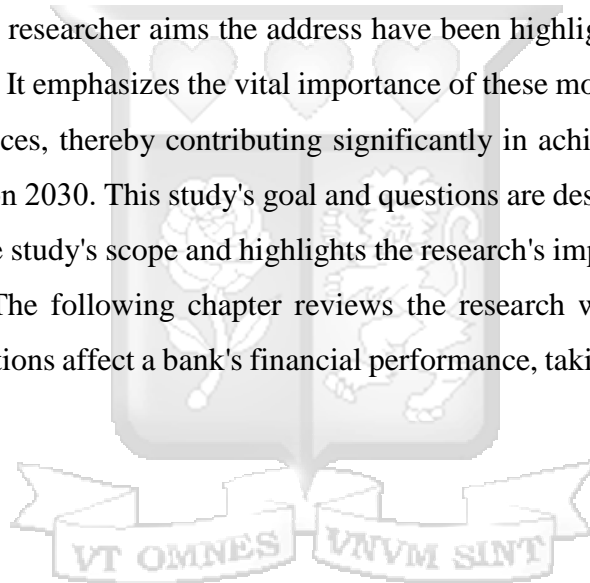 researcher aims the address have been highlig
It emphasizes the vital importance of these mo
ces, thereby contributing significantly in achi
on 2030. This study's goal and questions are des
e study's scope and highlights the research's imp
The following chapter reviews the research w
tions affect a bank's financial performance, taki
VT OMNES VNVM SINT